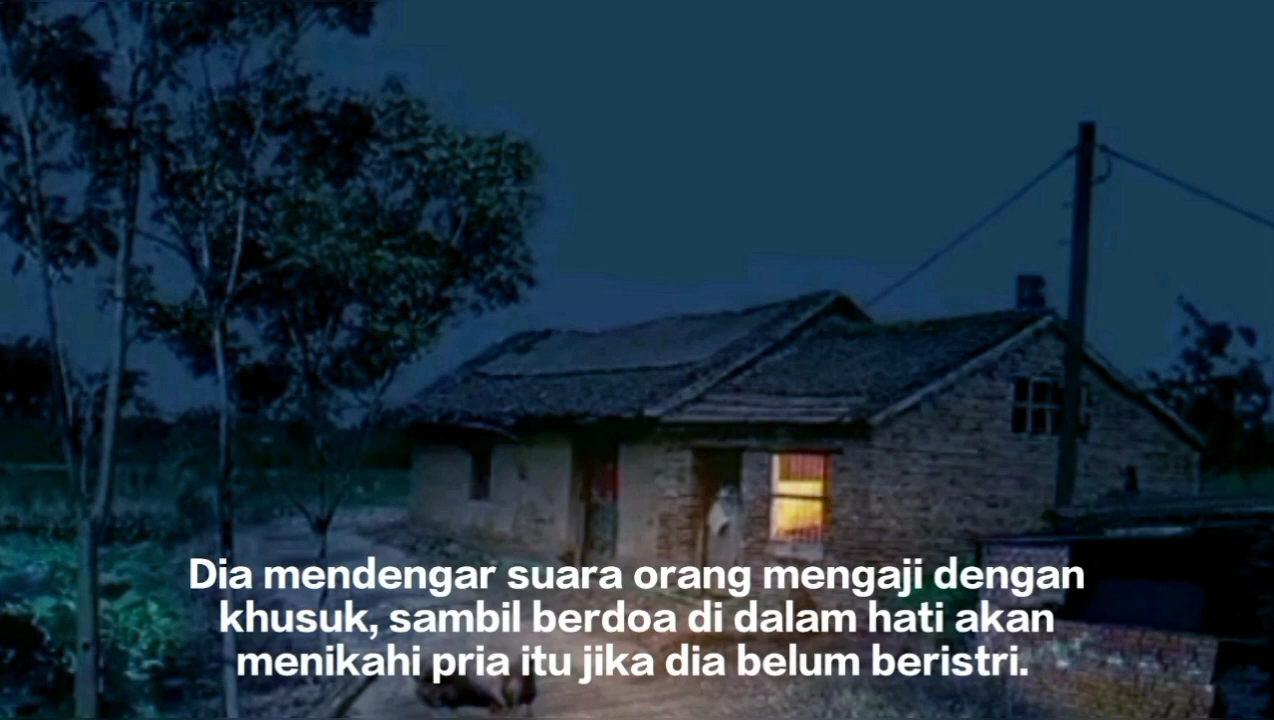 Dia mendengar suara orang mengaji dengan
khusuk, sambil berdoa di dalam hati akan
menikahi pria itu jika dia belum beristri.